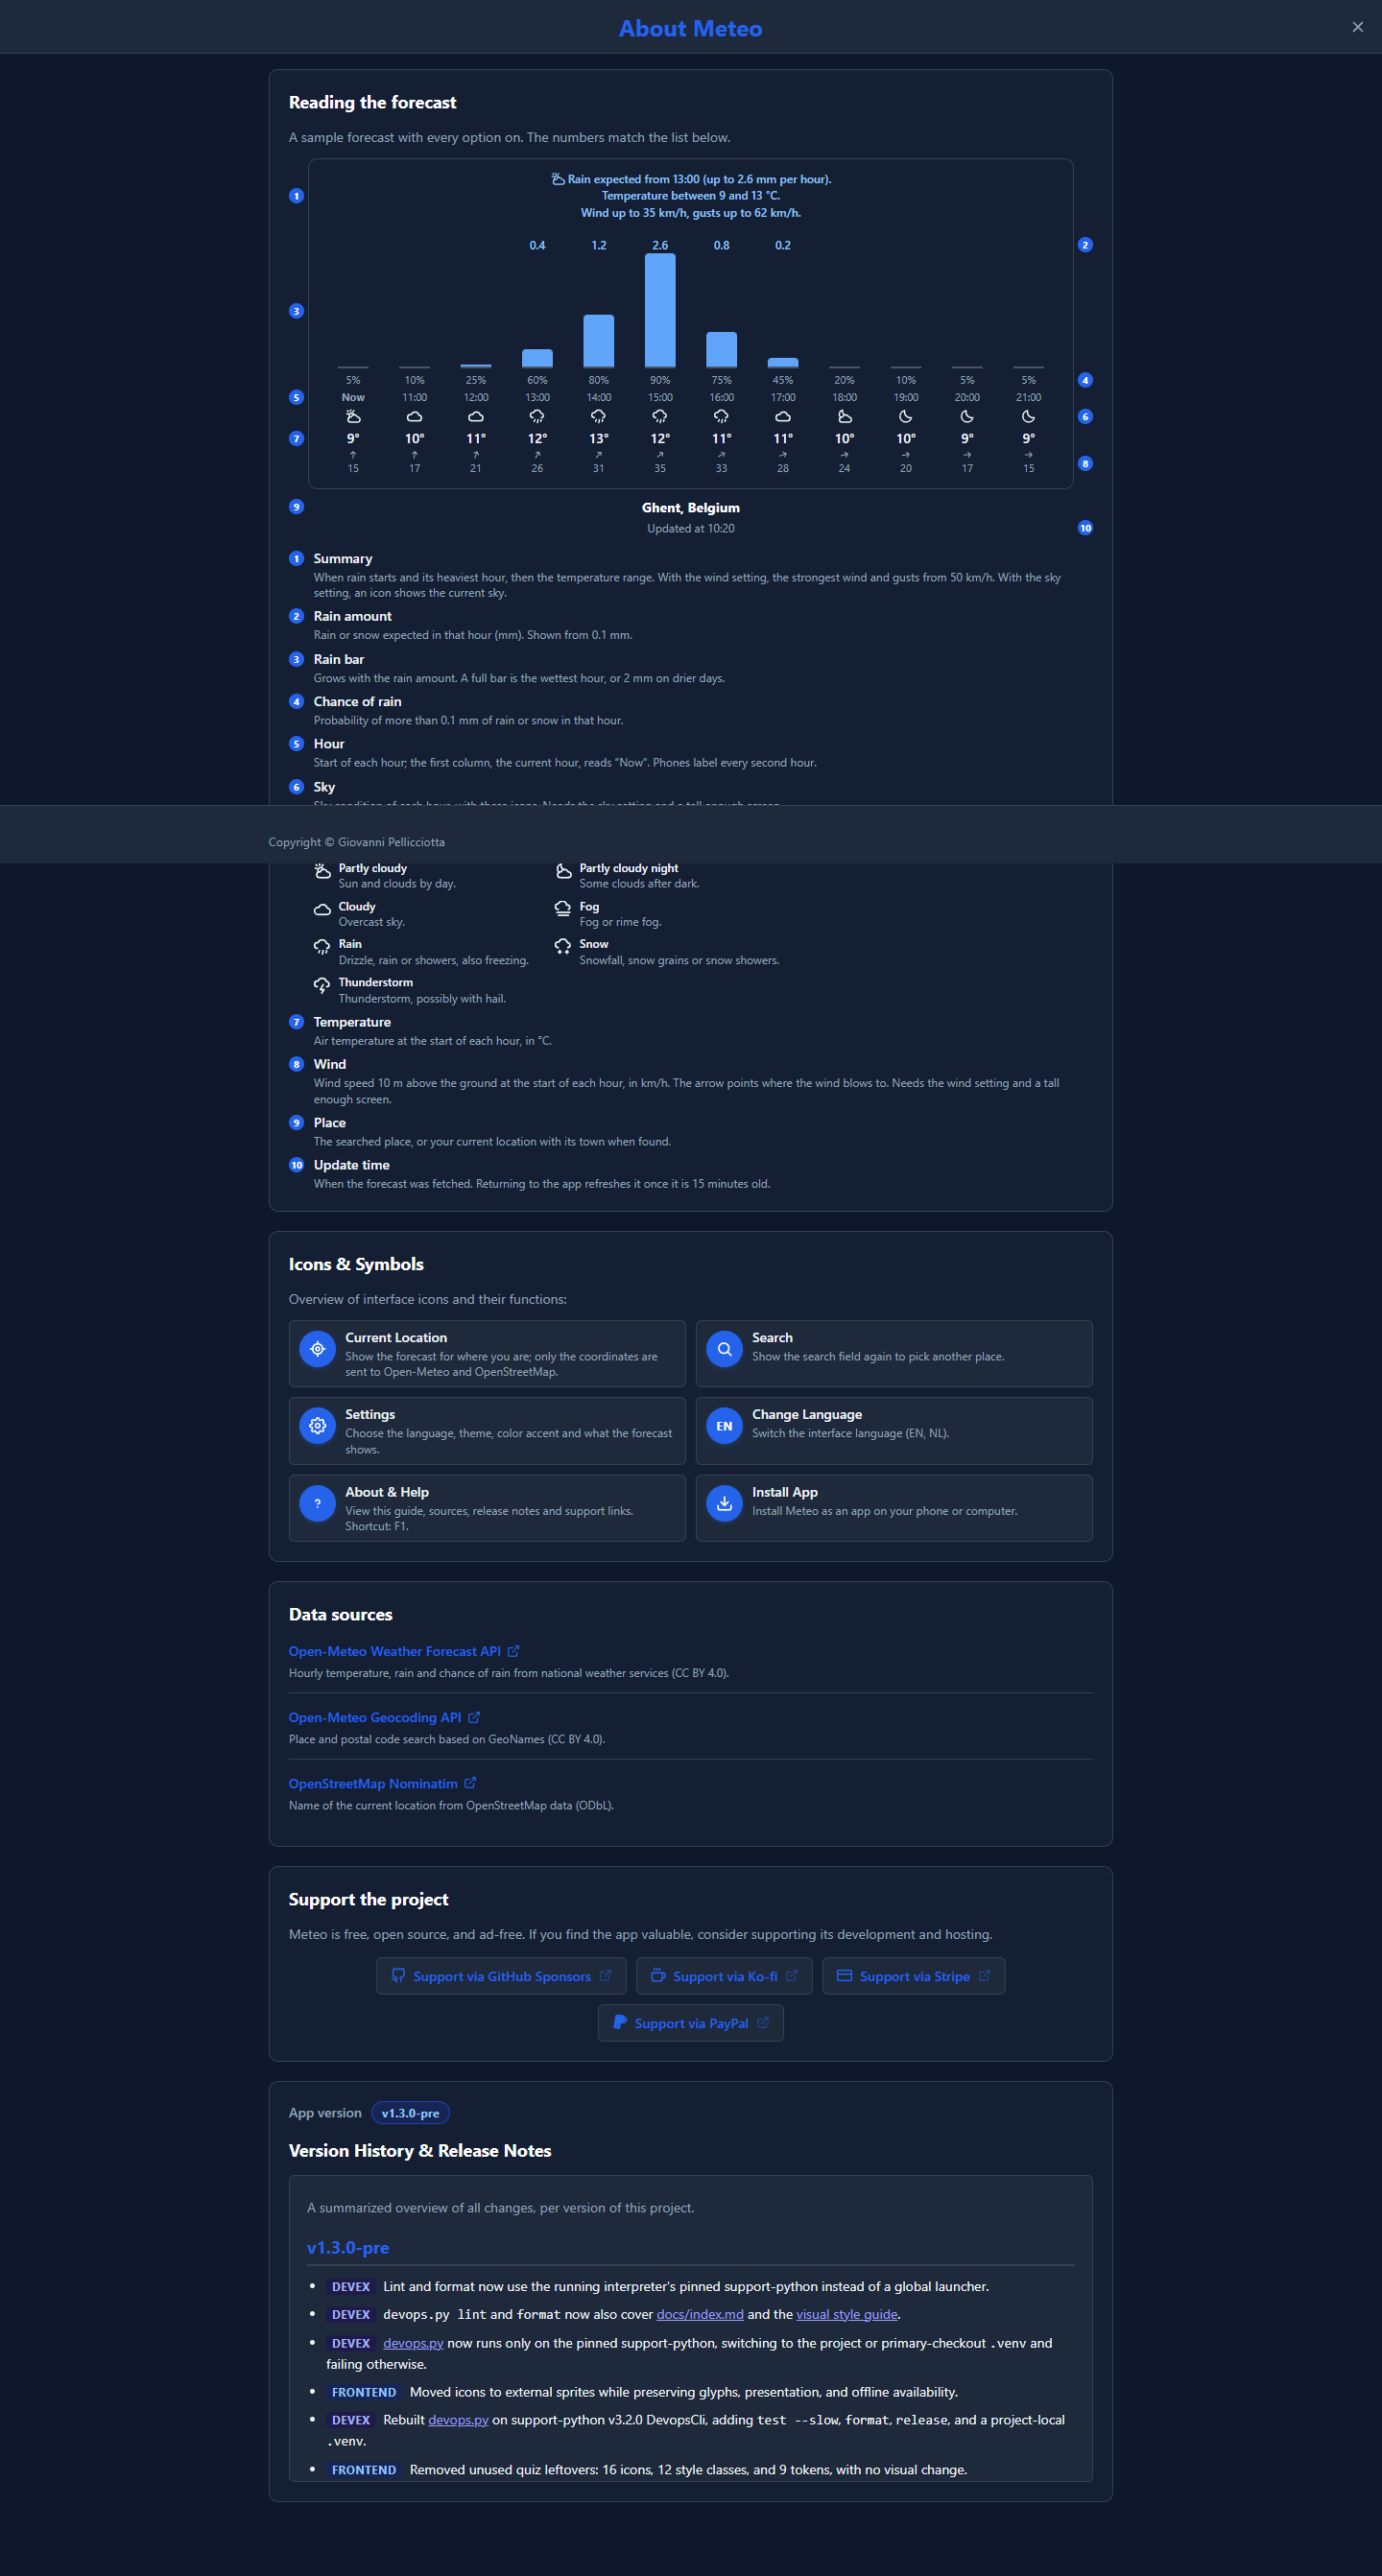 About Meteo
Reading the forecast
A sample forecast with every option on. The numbers match the list below.
1
Rain expected from 13:00 (up to 2.6 mm per hour).
Temperature between 9 and 13 °C.
Wind up to 35 km/h, gusts up to 62 km/h.
0.4 1.2 2.6 0.8 0.2
2
3
5% 10% 25% 60% 80% 90% 75% 45% 20% 10% 5% 5%
4
5
Now 11:00 12:00 13:00 14:00 15:00 16:00 17:00 18:00 19:00 20:00 21:00
6
7
9° 10° 11° 12° 13° 12° 11° 11° 10° 10° 9° 9°
15 17 21 26 31 35 33 28 24 20 17 15
8
9
Ghent, Belgium
Updated at 10:20
10
1 Summary
When rain starts and its heaviest hour, then the temperature range. With the wind setting, the strongest wind and gusts from 50 km/h. With the sky
setting, an icon shows the current sky.
2 Rain amount
Rain or snow expected in that hour (mm). Shown from 0.1 mm.
3 Rain bar
Grows with the rain amount. A full bar is the wettest hour, or 2 mm on drier days.
4 Chance of rain
Probability of more than 0.1 mm of rain or snow in that hour.
5 Hour
Start of each hour; the first column, the current hour, reads “Now”. Phones label every second hour.
6 Sky
Copyright © Giovanni Pellicciotta
Partly cloudy
Sun and clouds by day.
Partly cloudy night
Some clouds after dark.
Cloudy
Overcast sky.
Fog
Fog or rime fog.
Rain
Drizzle, rain or showers, also freezing.
Snow
Snowfall, snow grains or snow showers.
Thunderstorm
Thunderstorm, possibly with hail.
7 Temperature
Air temperature at the start of each hour, in °C.
8 Wind
Wind speed 10 m above the ground at the start of each hour, in km/h. The arrow points where the wind blows to. Needs the wind setting and a tall
enough screen.
9 Place
The searched place, or your current location with its town when found.
10 Update time
When the forecast was fetched. Returning to the app refreshes it once it is 15 minutes old.
Icons & Symbols
Overview of interface icons and their functions:
Current Location
Show the forecast for where you are; only the coordinates are
sent to Open-Meteo and OpenStreetMap.
Search
Show the search field again to pick another place.
Settings
Choose the language, theme, color accent and what the forecast
shows.
EN
Change Language
Switch the interface language (EN, NL).
?
About & Help
View this guide, sources, release notes and support links.
Shortcut: F1.
Install App
Install Meteo as an app on your phone or computer.
Data sources
Open-Meteo Weather Forecast API
Hourly temperature, rain and chance of rain from national weather services (CC BY 4.0).
Open-Meteo Geocoding API
Place and postal code search based on GeoNames (CC BY 4.0).
OpenStreetMap Nominatim
Name of the current location from OpenStreetMap data (ODbL).
Support the project
Meteo is free, open source, and ad-free. If you find the app valuable, consider supporting its development and hosting.
Support via GitHub Sponsors
Support via Ko-fi
Support via Stripe
Support via PayPal
App version v1.3.0-pre
Version History & Release Notes
A summarized overview of all changes, per version of this project.
v1.3.0-pre
• DEVEX Lint and format now use the running interpreter's pinned support-python instead of a global launcher.
• DEVEX devops.py lint and format now also cover docs/index.md and the visual style guide.
• DEVEX devops.py now runs only on the pinned support-python, switching to the project or primary-checkout .venv and
failing otherwise.
• FRONTEND Moved icons to external sprites while preserving glyphs, presentation, and offline availability.
• DEVEX Rebuilt devops.py on support-python v3.2.0 DevopsCli, adding test --slow, format, release, and a project-local
.venv.
• FRONTEND Removed unused quiz leftovers: 16 icons, 12 style classes, and 9 tokens, with no visual change.